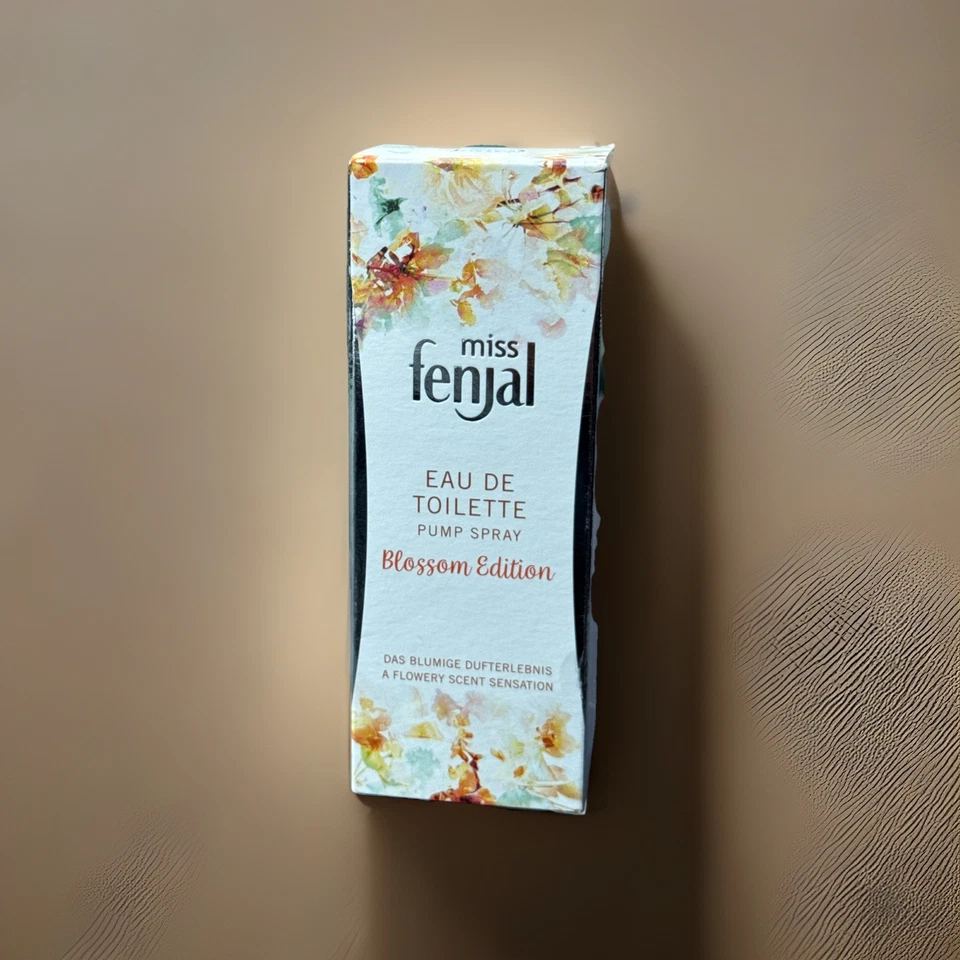 miss
fenjal
EAU DE
TOILETTE
PUMP SPRAY
Blossom Edition
DAS BLUMIGE DUFTERLEBNIS
A FLOWERY SCENT SENSATION